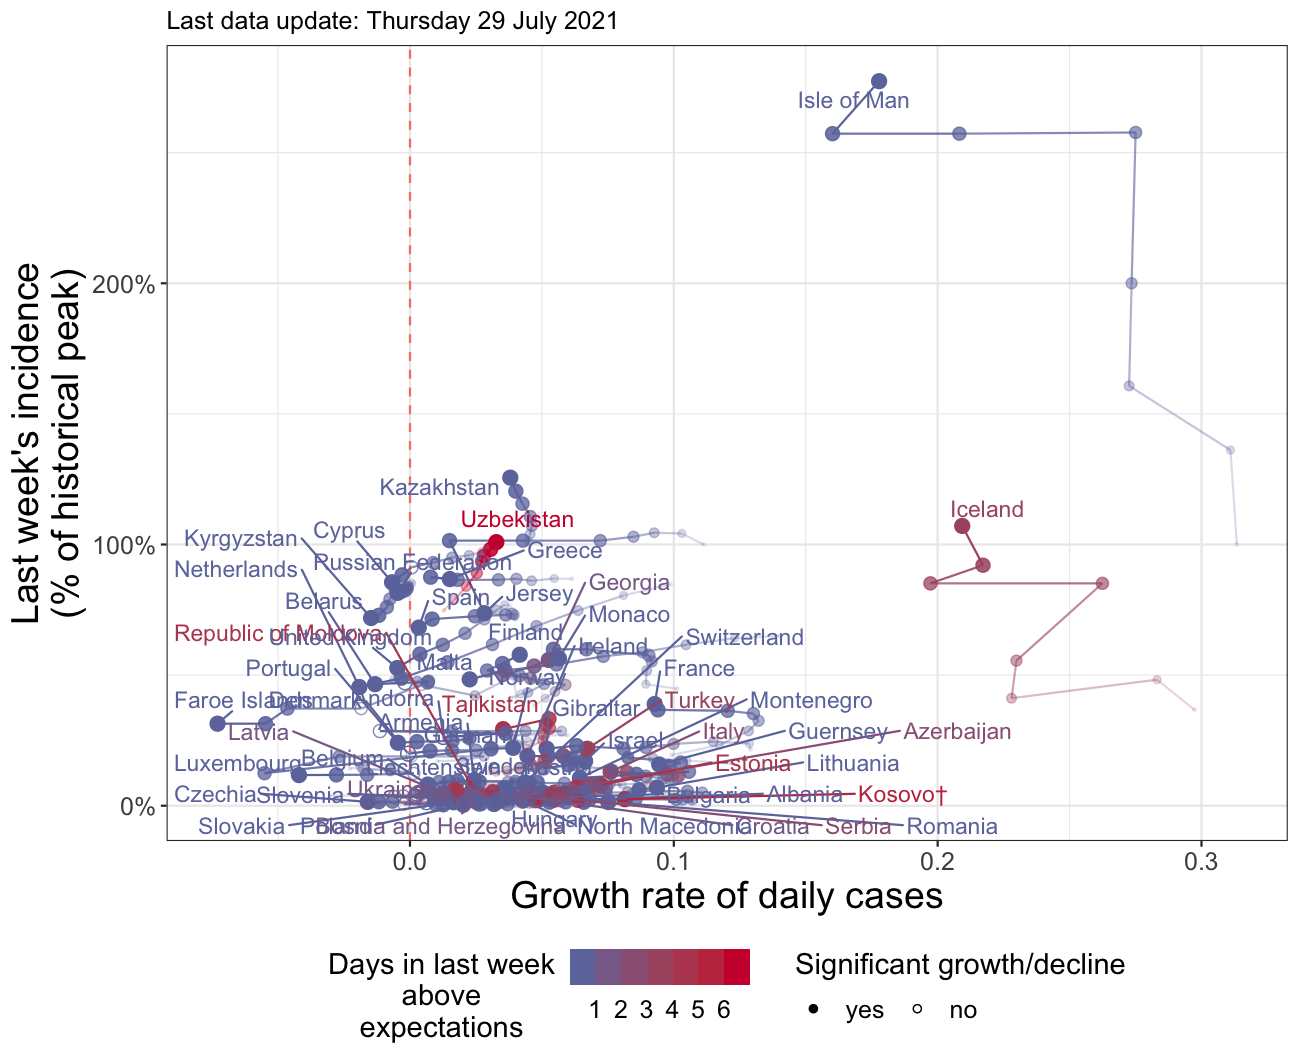 Last data update: Thursday 29 July 2021
Last week's incidence
(% of historical peak)
200%
100%
0%
Isle of Man
Kazakhstan
Uzbekistan
Iceland
Kyrgyzstan
Cyprus
Greece
Netherlands
Russian Federation
Georgia
Belarus
Spain
Jersey
Monaco
Republic of Moldova
United Kingdom
Finland
Ireland
Switzerland
Portugal
Malta
Norway
France
Faroe Islands
Denmark
Andorra
Tajikistan
Gibraltar
Turkey
Montenegro
Latvia
Armenia
Germany
Israel
Italy
Guernsey
Azerbaijan
Luxembourg
Belgium
Liechtenstein
Sweden
Austria
Estonia
Lithuania
Czechia
Slovenia
Ukraine
Bulgaria
Albania
Kosovo†
Slovakia
Poland
Bosnia and Herzegovina
Hungary
North Macedonia
Croatia
Serbia
Romania
0.0
0.1
0.2
0.3
Growth rate of daily cases
Days in last week
above
expectations
1 2 3 4 5 6
Significant growth/decline
yes
no